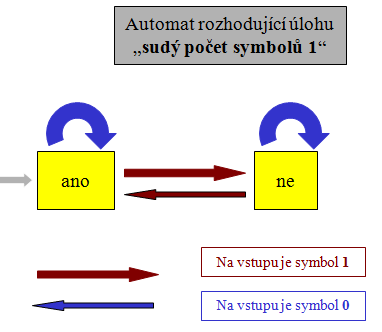 Automat rozhodující úlohu
„sudý počet symbolů 1“
ano
ne
Na vstupu je symbol 1
Na vstupu je symbol 0